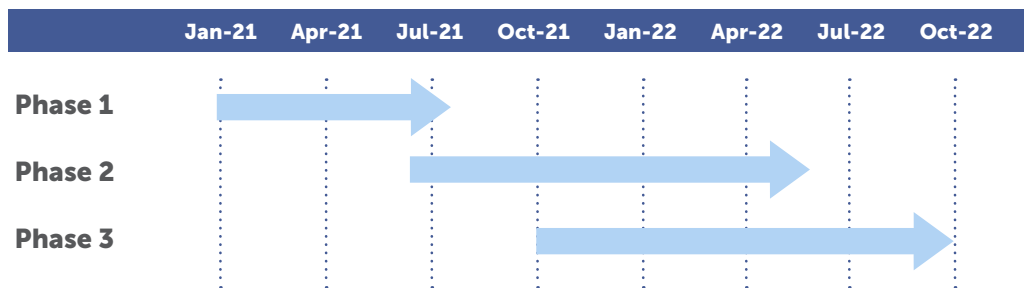 Jan-21 Apr-21 Jul-21 Oct-21 Jan-22 Apr-22 Jul-22 Oct-22
Phase 1
Phase 2
Phase 3